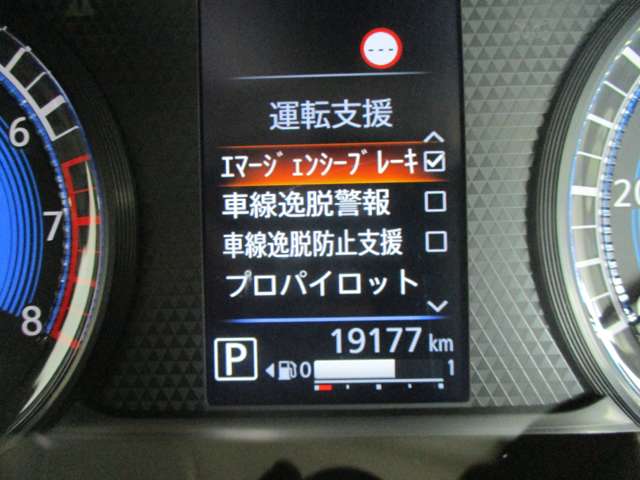 ---
運転支援
ｴﾏｰｼﾞｪﾝｼｰﾌﾞﾚｰｷ
車線逸脱警報
車線逸脱防止支援
プロパイロット
19177 km
P
0 1
6
7
8